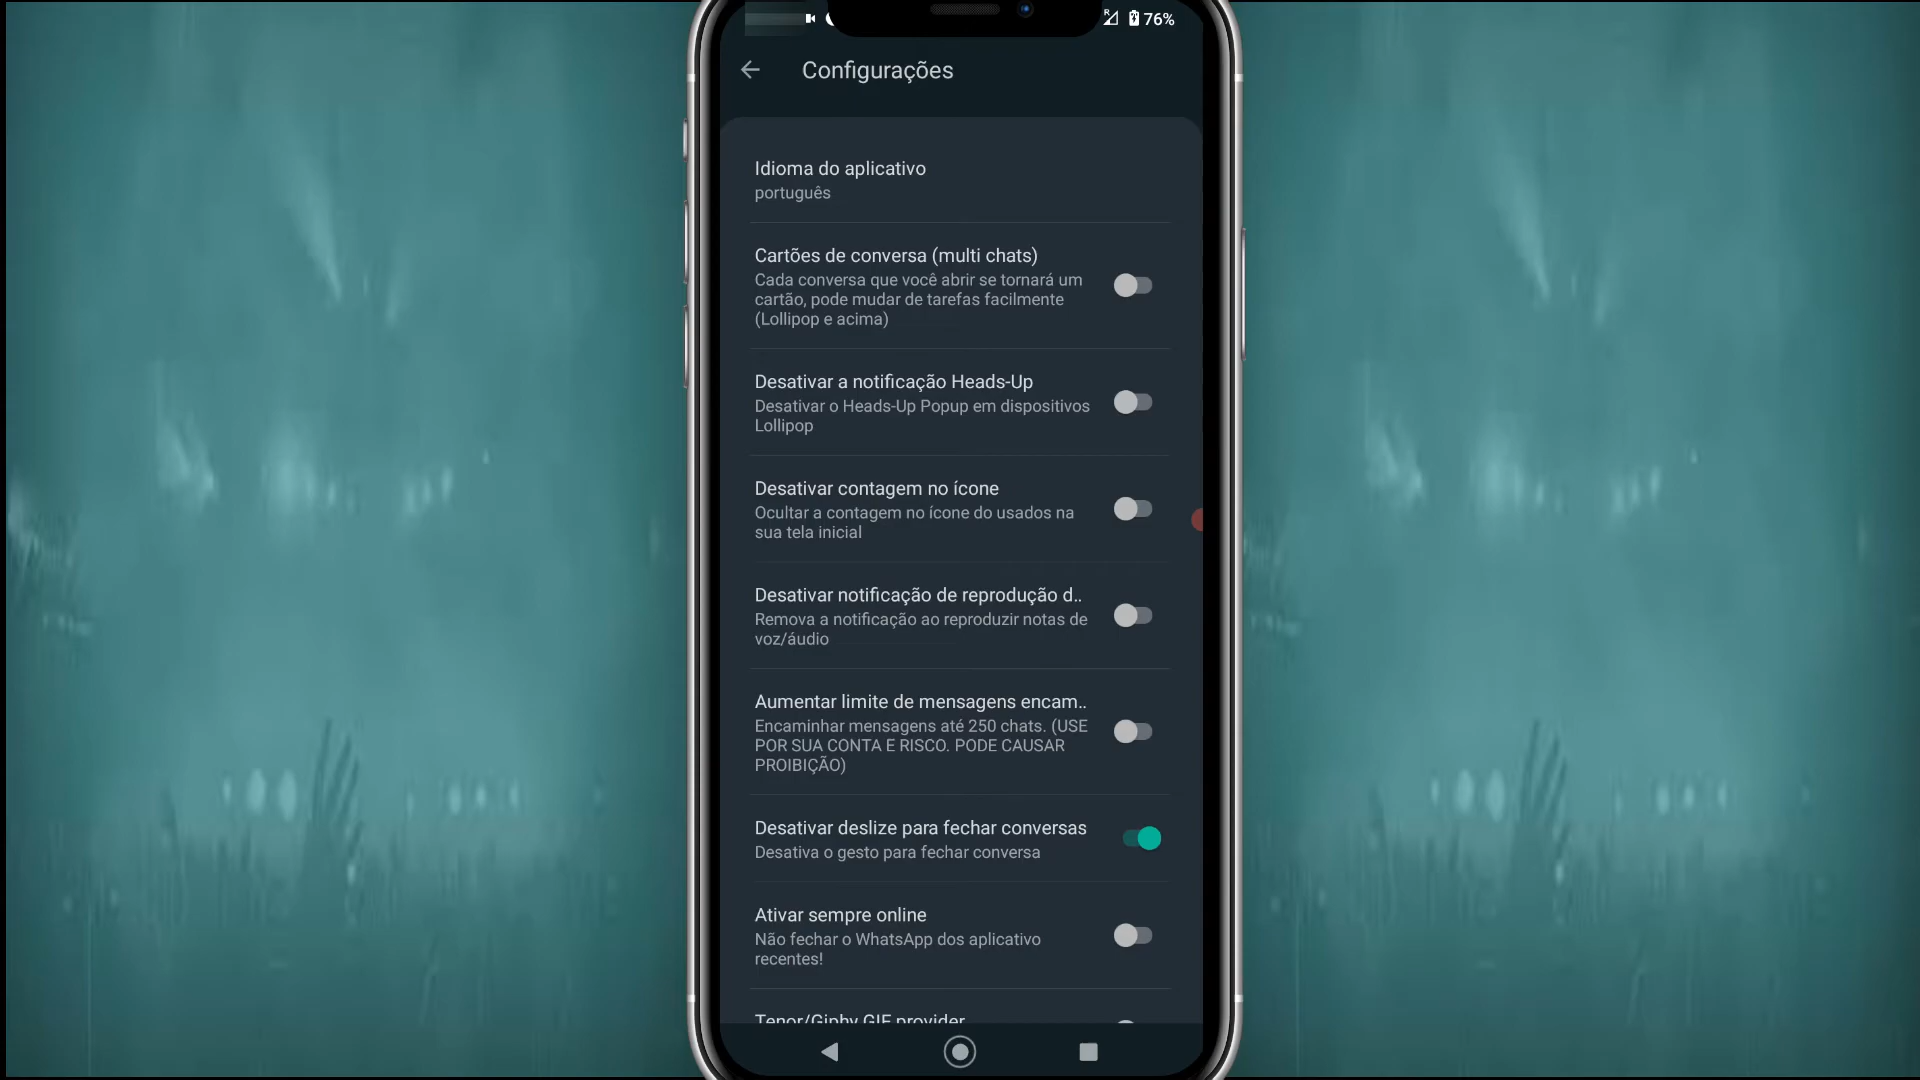 R
76%
Configurações
Idioma do aplicativo
português
Cartões de conversa (multi chats)
Cada conversa que você abrir se tornará um
cartão, pode mudar de tarefas facilmente
(Lollipop e acima)
Desativar a notificação Heads-Up
Desativar o Heads-Up Popup em dispositivos
Lollipop
Desativar contagem no ícone
Ocultar a contagem no ícone do usados na
sua tela inicial
Desativar notificação de reprodução d..
Remova a notificação ao reproduzir notas de
voz/áudio
Aumentar limite de mensagens encam..
Encaminhar mensagens até 250 chats. (USE
POR SUA CONTA E RISCO. PODE CAUSAR
PROIBIÇÃO)
Desativar deslize para fechar conversas
Desativa o gesto para fechar conversa
Ativar sempre online
Não fechar o WhatsApp dos aplicativo
recentes!
Tenor/Giphy GIF provider